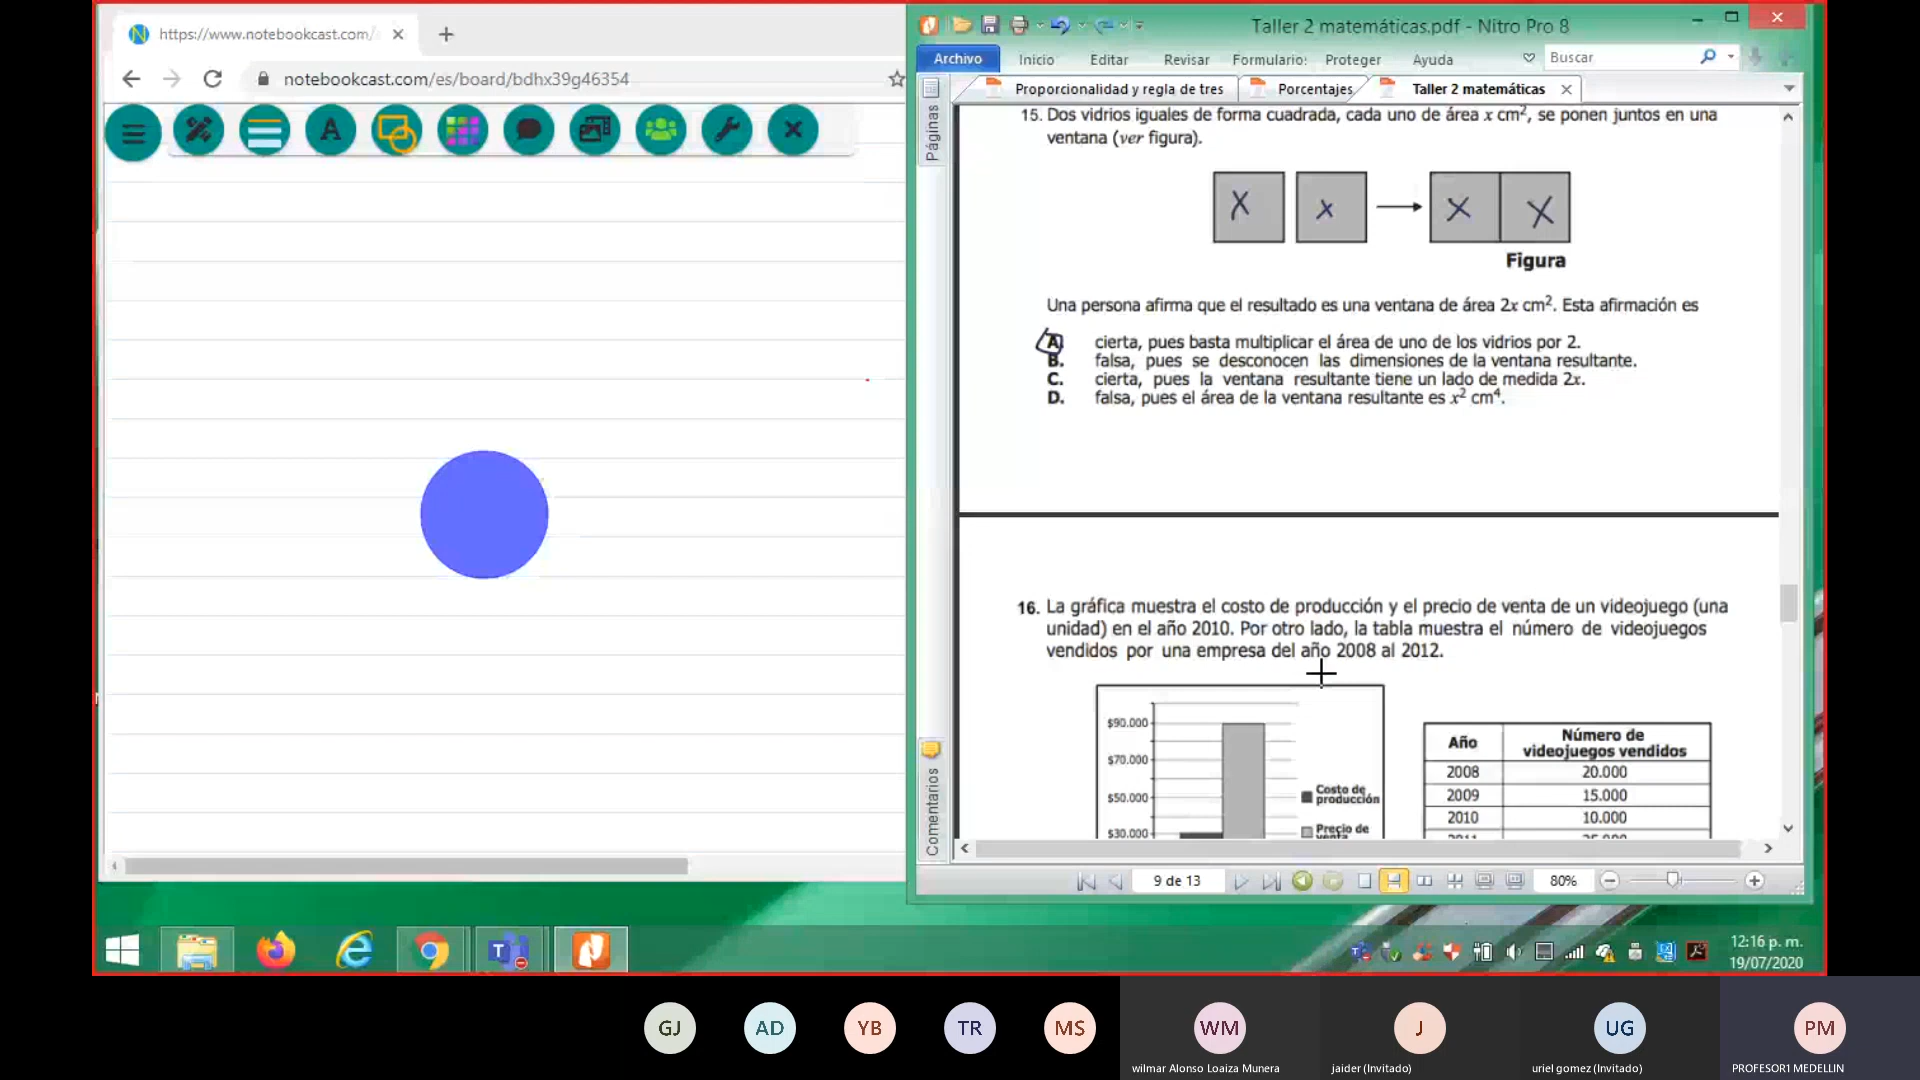 https://www.notebookcast.com/
notebookcast.com/es/board/bdhx39g46354
A
Taller 2 matemáticas.pdf - Nitro Pro 8
Archivo Inicio Editar Revisar Formularios Proteger Ayuda Buscar
Proporcionalidad y regla de tres Porcentajes Taller 2 matemáticas
Páginas
Comentarios
15. Dos vidrios iguales de forma cuadrada, cada uno de área x cm², se ponen juntos en una
ventana (ver figura).
X x X X
Figura
Una persona afirma que el resultado es una ventana de área 2x cm². Esta afirmación es
A. cierta, pues basta multiplicar el área de uno de los vidrios por 2.
B. falsa, pues se desconocen las dimensiones de la ventana resultante.
C. cierta, pues la ventana resultante tiene un lado de medida 2x.
D. falsa, pues el área de la ventana resultante es x² cm⁴.
16. La gráfica muestra el costo de producción y el precio de venta de un videojuego (una
unidad) en el año 2010. Por otro lado, la tabla muestra el número de videojuegos
vendidos por una empresa del año 2008 al 2012.
$90.000
$70.000
$50.000
$30.000
Costo de
producción
Precio de
venta
Año Número de
videojuegos vendidos
2008 20.000
2009 15.000
2010 10.000
9 de 13
80%
12:16 p. m.
19/07/2020
GJ AD YB TR MS WM J UG PM
wilmar Alonso Loaiza Munera jaider (Invitado) uriel gomez (Invitado) PROFESOR1 MEDELLIN